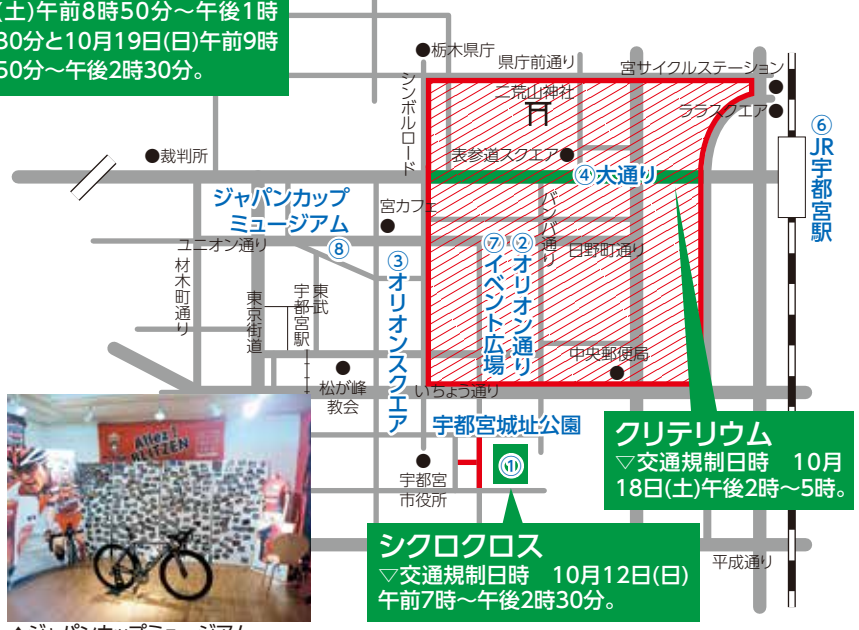 (土)午前8時50分～午後1時
30分と10月19日(日)午前9時
50分～午後2時30分。
栃木県庁
県庁前通り
宮サイクルステーション
シンボルロード
二荒山神社
ララスクエア
⑥JR宇都宮駅
裁判所
表参道スクエア
④大通り
ジャパンカップ
ミュージアム
⑧
宮カフェ
バンバ通り
ユニオン通り
日野町通り
材木町通り
東京街道
東武
宇都宮駅
③オリオンスクエア
②オリオン通り
⑦イベント広場
中央郵便局
松が峰
教会
いちょう通り
宇都宮城址公園
①
宇都宮
市役所
クリテリウム
▽交通規制日時　10月
18日(土)午後2時～5時。
シクロクロス
▽交通規制日時　10月12日(日)
午前7時～午後2時30分。
平成通り
Allez!
BLITZEN